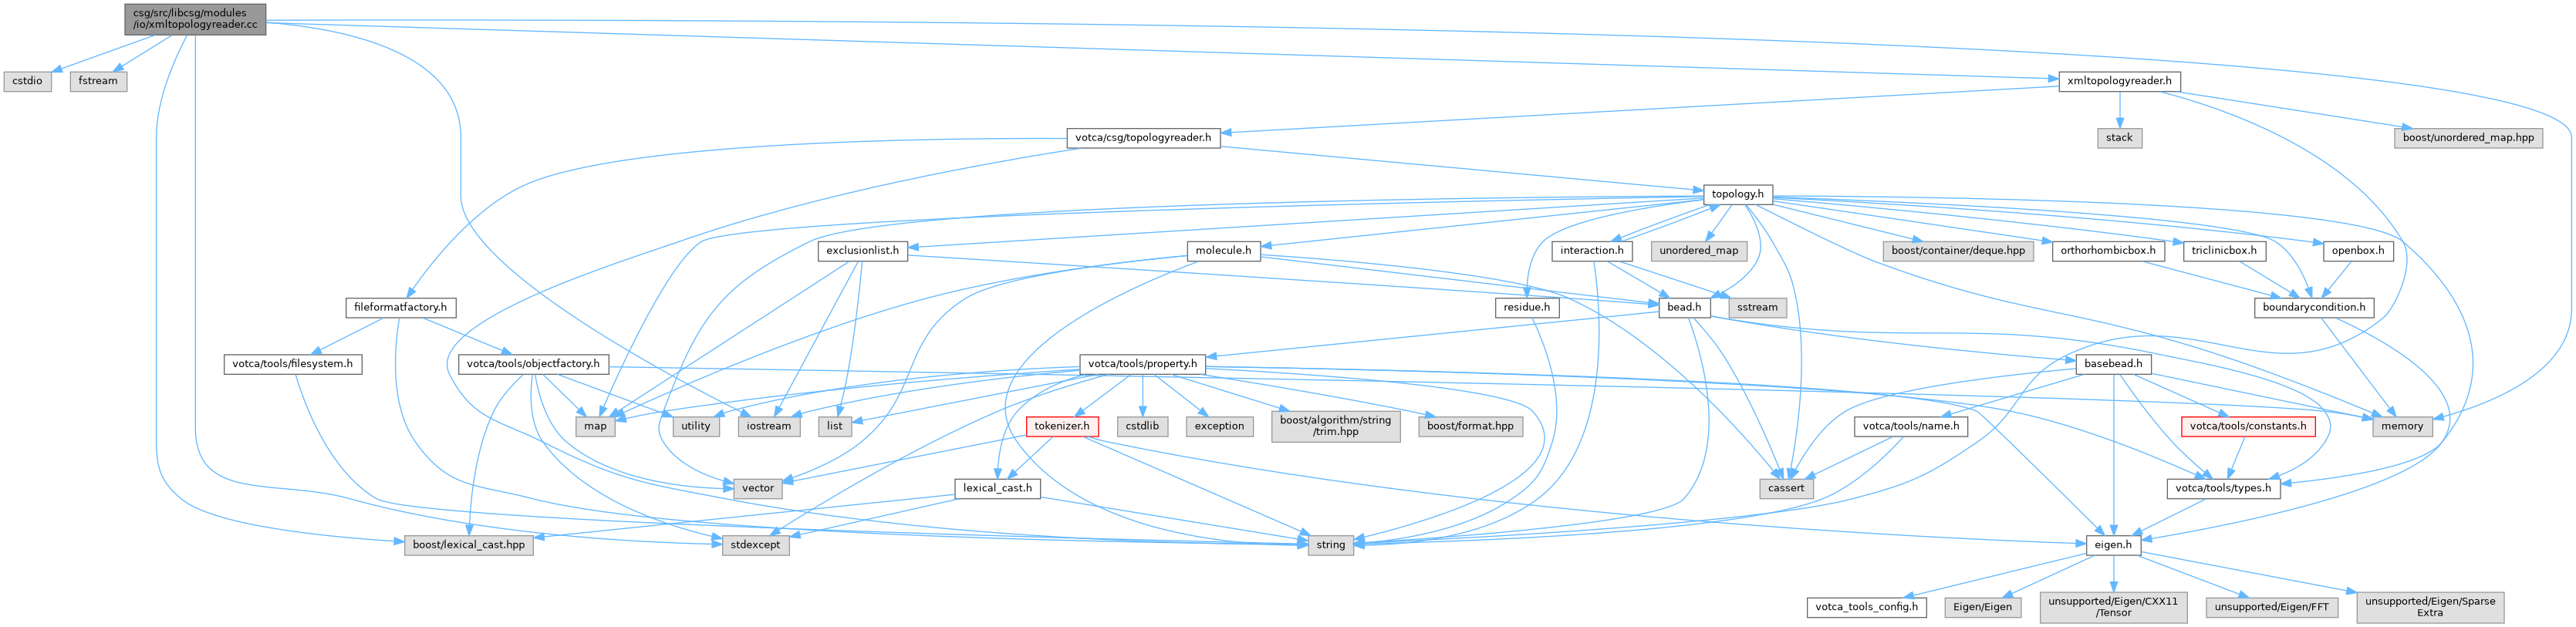 csg/src/libcsg/modules
/io/xmltopologyreader.cc
cstdio
fstream
xmltopologyreader.h
votca/csg/topologyreader.h
stack
boost/unordered_map.hpp
topology.h
exclusionlist.h
molecule.h
interaction.h
unordered_map
boost/container/deque.hpp
orthorhombicbox.h
triclinicbox.h
openbox.h
fileformatfactory.h
residue.h
bead.h
sstream
boundarycondition.h
votca/tools/filesystem.h
votca/tools/objectfactory.h
votca/tools/property.h
basebead.h
map
utility
iostream
list
tokenizer.h
cstdlib
exception
boost/algorithm/string
/trim.hpp
boost/format.hpp
votca/tools/name.h
votca/tools/constants.h
memory
vector
lexical_cast.h
cassert
votca/tools/types.h
boost/lexical_cast.hpp
stdexcept
string
eigen.h
votca_tools_config.h
Eigen/Eigen
unsupported/Eigen/CXX11
/Tensor
unsupported/Eigen/FFT
unsupported/Eigen/Sparse
Extra